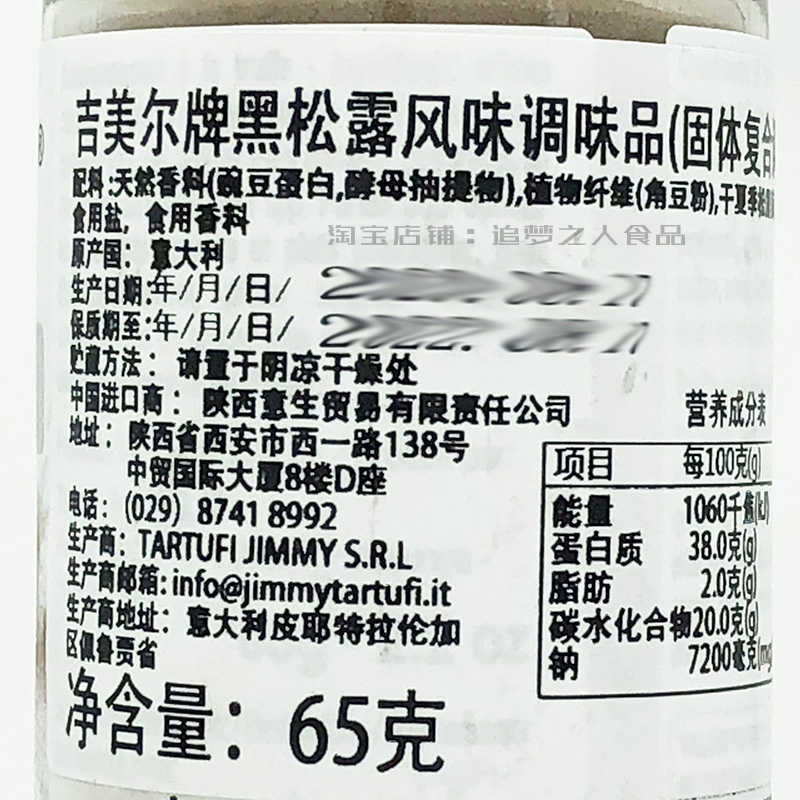 吉美尔牌黑松露风味调味品(固体复合
配料:天然香料(豌豆蛋白,酵母抽提物),植物纤维(角豆粉),干夏季
食用盐, 食用香料
淘宝店铺:追梦之人食品
原产国: 意大利
生产日期:年/月/日/
保质期至:年/月/日/
贮藏方法: 请置于阴凉干燥处
中国进口商: 陕西意生贸易有限责任公司
地址: 陕西省西安市西一路138号
中贸国际大厦8楼D座
电话: (029) 8741 8992
生产商: TARTUFI JIMMY S.R.L
生产商邮箱: info@jimmytartufi.it
生产商地址: 意大利皮耶特拉伦加
区佩鲁贾省
净含量: 65克
营养成分表
项目 每100克(g)
能量 1060千焦(kJ)
蛋白质 38.0克(g)
脂肪 2.0克(g)
碳水化合物 20.0克(g)
钠 7200毫克(mg